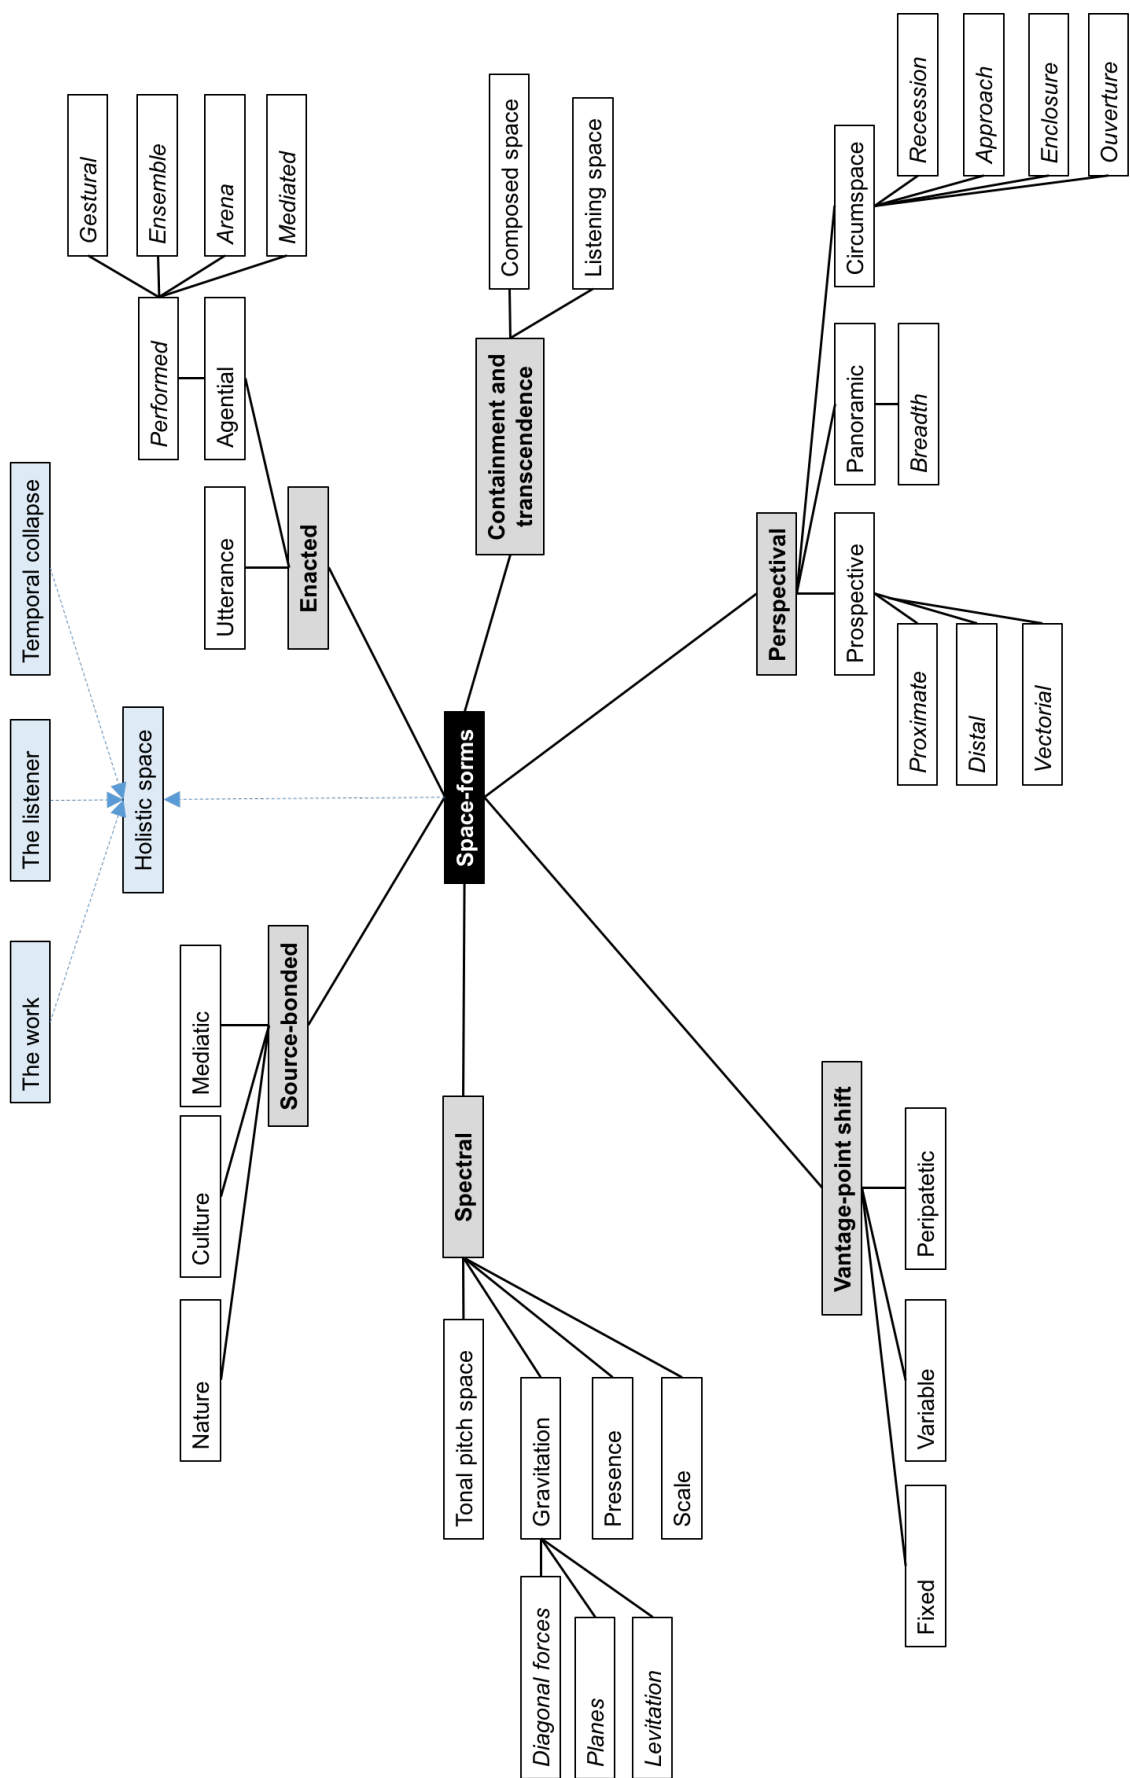 The work
The listener
Temporal collapse
Holistic space
Nature
Culture
Mediatic
Source-bonded
Utterance
Agential
Performed
Gestural
Ensemble
Arena
Mediated
Enacted
Space-forms
Spectral
Tonal pitch space
Gravitation
Presence
Scale
Diagonal forces
Planes
Levitation
Containment and
transcendence
Composed space
Listening space
Perspectival
Prospective
Panoramic
Circumspace
Proximate
Distal
Vectorial
Breadth
Recession
Approach
Enclosure
Ouverture
Vantage-point shift
Fixed
Variable
Peripatetic